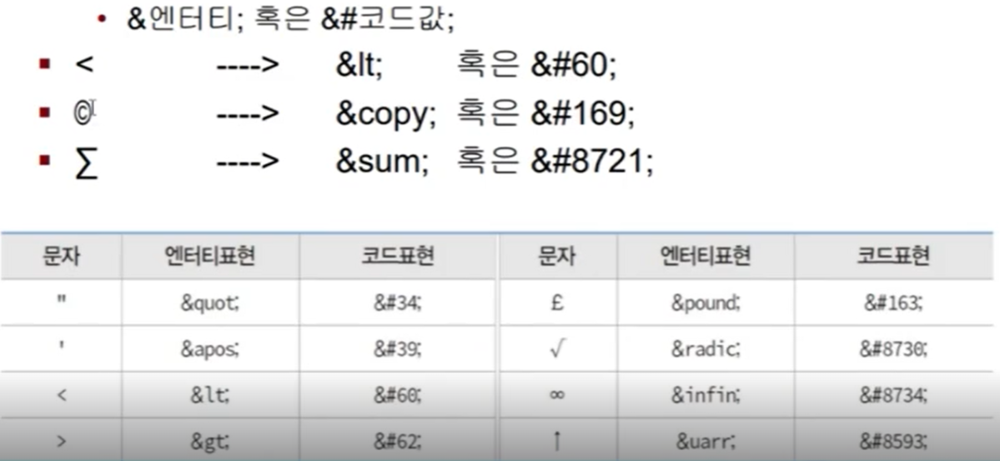 • &엔터티; 혹은 &#코드값;
▪ < ----> &lt; 혹은 &#60;
▪ © ----> &copy; 혹은 &#169;
▪ ∑ ----> &sum; 혹은 &#8721;
문자 엔터티표현 코드표현 문자 엔터티표현 코드표현
" &quot; &#34; £ &pound; &#163;
' &apos; &#39; √ &radic; &#8730;
< &lt; &#60; ∞ &infin; &#8734;
> &gt; &#62; ↑ &uarr; &#8593;